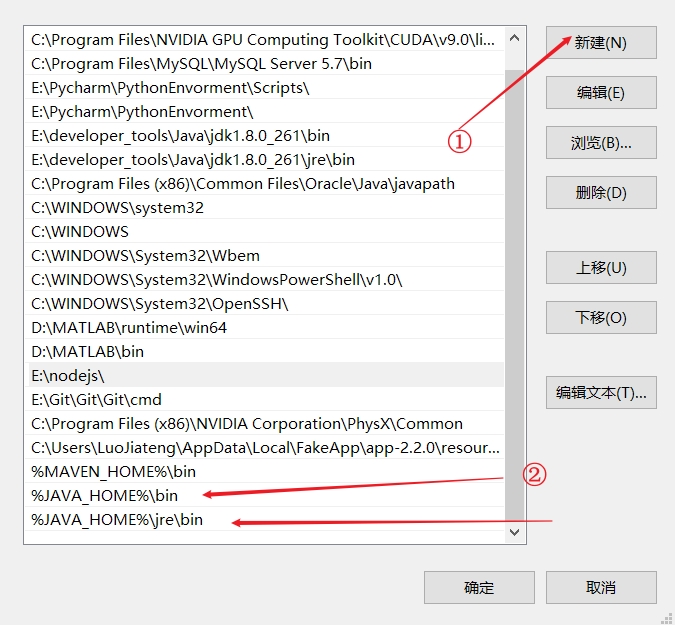 C:\Program Files\NVIDIA GPU Computing Toolkit\CUDA\v9.0\li...
新建(N)
C:\Program Files\MySQL\MySQL Server 5.7\bin
E:\Pycharm\PythonEnvorment\Scripts\
编辑(E)
E:\Pycharm\PythonEnvorment\
E:\developer_tools\Java\jdk1.8.0_261\bin
①
浏览(B)...
E:\developer_tools\Java\jdk1.8.0_261\jre\bin
C:\Program Files (x86)\Common Files\Oracle\Java\javapath
删除(D)
C:\WINDOWS\system32
C:\WINDOWS
C:\WINDOWS\System32\Wbem
上移(U)
C:\WINDOWS\System32\WindowsPowerShell\v1.0\
C:\WINDOWS\System32\OpenSSH\
下移(O)
D:\MATLAB\runtime\win64
D:\MATLAB\bin
E:\nodejs\
编辑文本(T)...
E:\Git\Git\Git\cmd
C:\Program Files (x86)\NVIDIA Corporation\PhysX\Common
C:\Users\LuoJiateng\AppData\Local\FakeApp\app-2.2.0\resour...
%MAVEN_HOME%\bin
②
%JAVA_HOME%\bin
%JAVA_HOME%\jre\bin
确定
取消